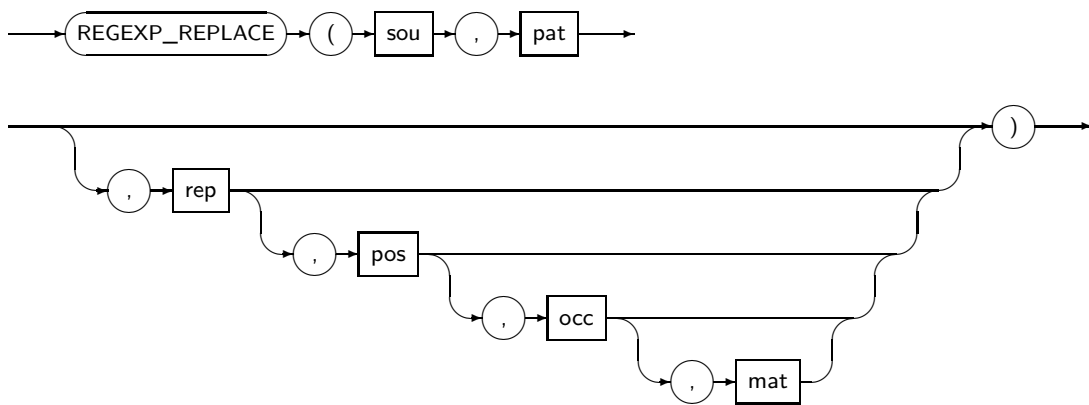 REGEXP_REPLACE ( sou , pat
)
, rep
, pos
, occ
, mat